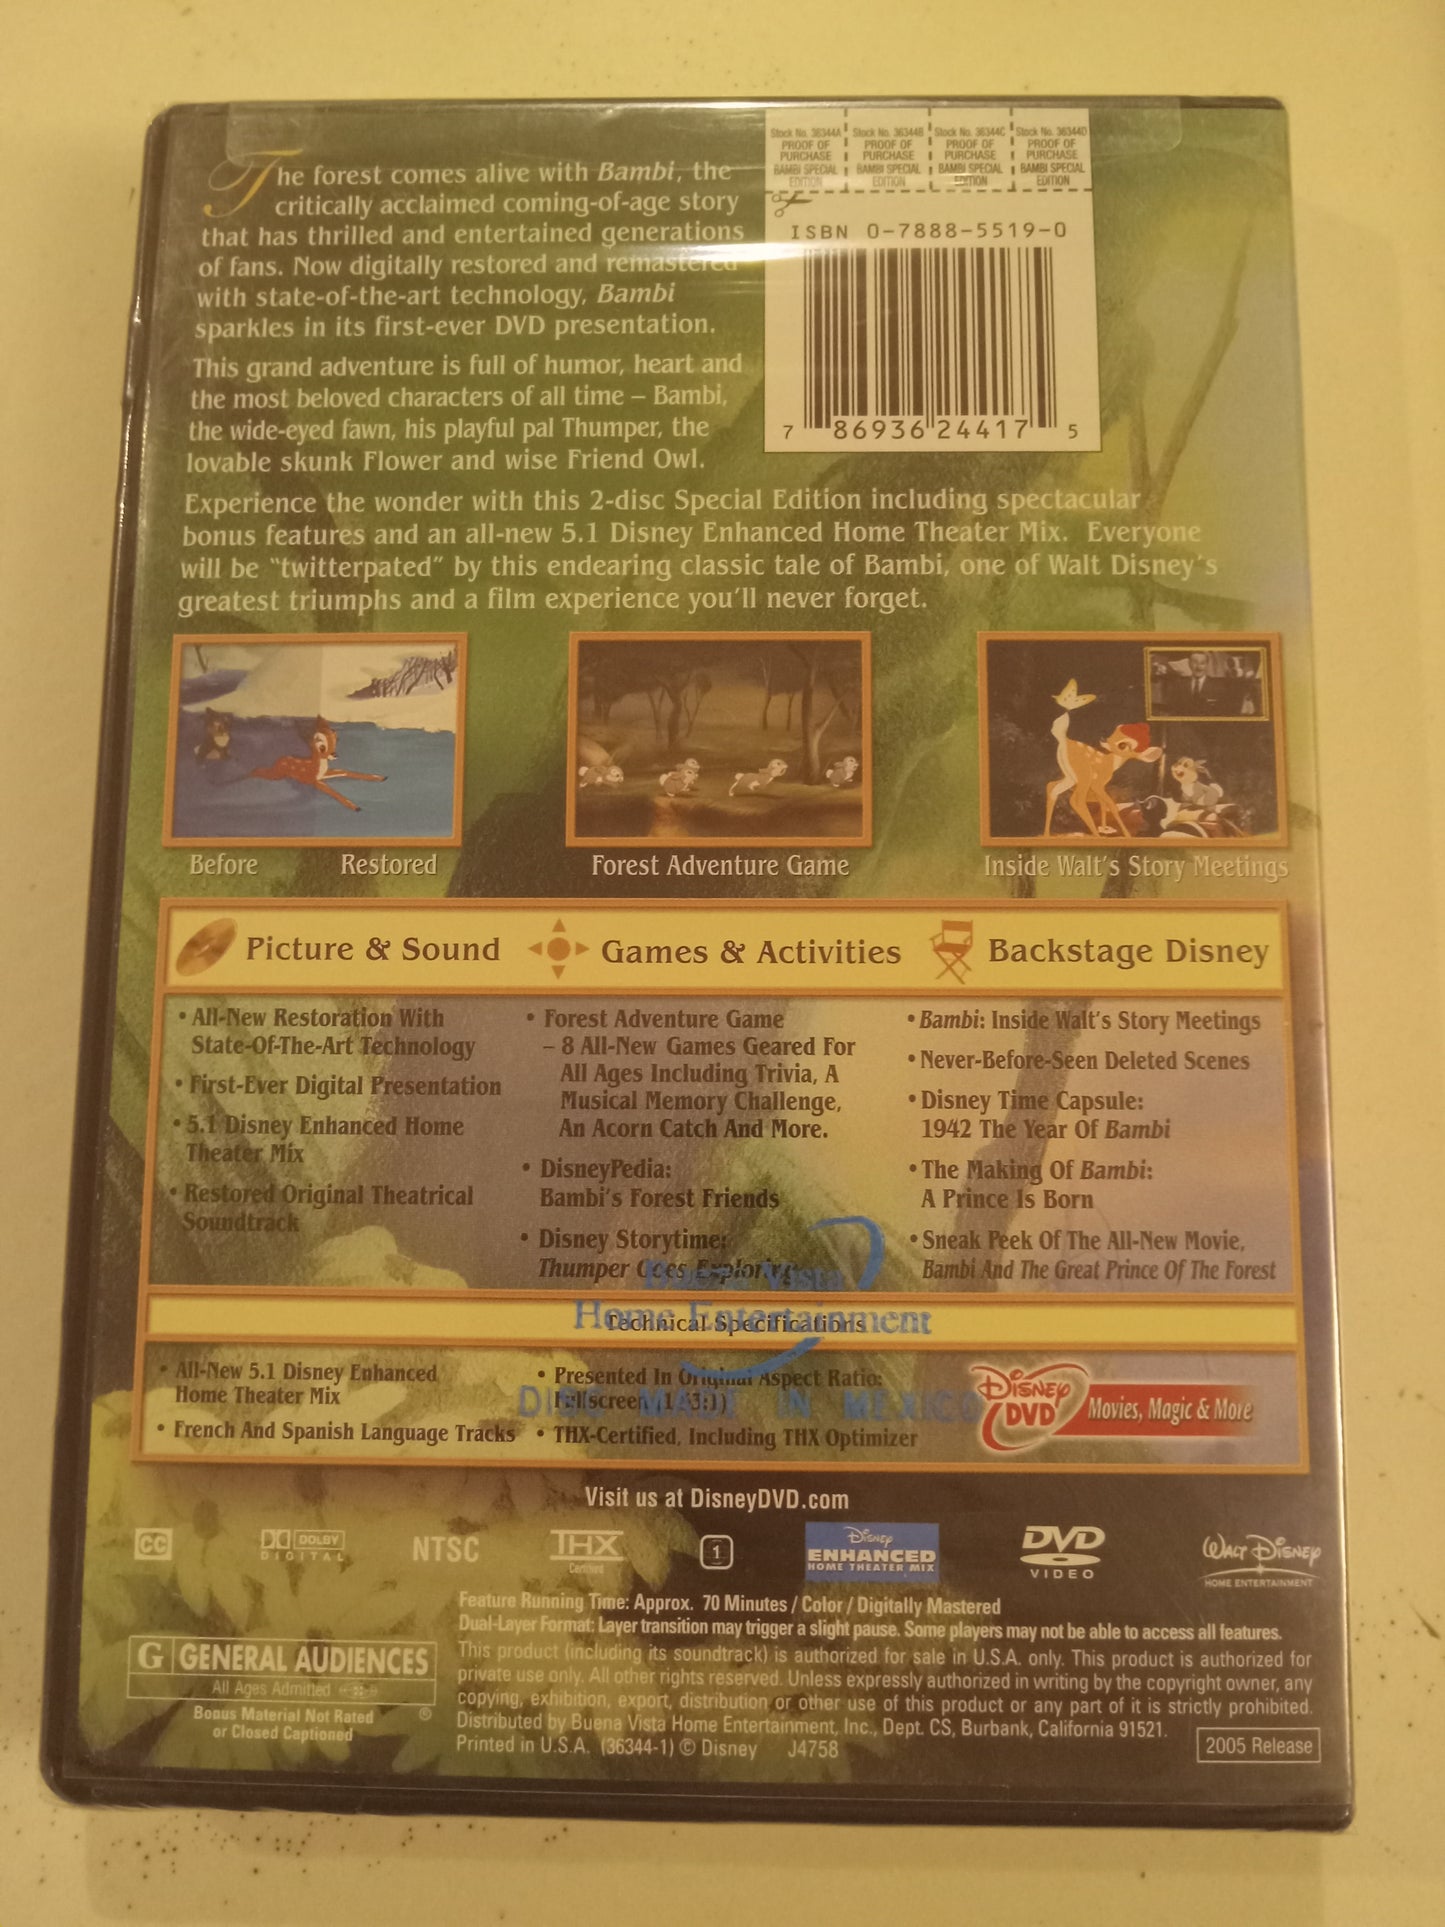 The forest comes alive with Bambi, the
critically acclaimed coming-of-age story
that has thrilled and entertained generations
of fans. Now digitally restored and remastered
with state-of-the-art technology, Bambi
sparkles in its first-ever DVD presentation.
This grand adventure is full of humor, heart and
the most beloved characters of all time – Bambi,
the wide-eyed fawn, his playful pal Thumper, the
lovable skunk Flower and wise Friend Owl.
Experience the wonder with this 2-disc Special Edition including spectacular
bonus features and an all-new 5.1 Disney Enhanced Home Theater Mix. Everyone
will be "twitterpated" by this endearing classic tale of Bambi, one of Walt Disney's
greatest triumphs and a film experience you'll never forget.
Stock No. 36344A
PROOF OF
PURCHASE
BAMBI SPECIAL
EDITION
Stock No. 36344B
PROOF OF
PURCHASE
BAMBI SPECIAL
EDITION
Stock No. 36344C
PROOF OF
PURCHASE
BAMBI SPECIAL
EDITION
Stock No. 36344D
PROOF OF
PURCHASE
BAMBI SPECIAL
EDITION
ISBN 0-7888-5519-0
7 86936 24417 5
Before Restored
Forest Adventure Game
Inside Walt's Story Meetings
Picture & Sound
• All-New Restoration With
State-Of-The-Art Technology
• First-Ever Digital Presentation
• 5.1 Disney Enhanced Home
Theater Mix
• Restored Original Theatrical
Soundtrack
Games & Activities
• Forest Adventure Game
– 8 All-New Games Geared For
All Ages Including Trivia, A
Musical Memory Challenge,
An Acorn Catch And More.
• DisneyPedia:
Bambi's Forest Friends
• Disney Storytime:
Thumper Goes Exploring
Backstage Disney
• Bambi: Inside Walt's Story Meetings
• Never-Before-Seen Deleted Scenes
• Disney Time Capsule:
1942 The Year Of Bambi
• The Making Of Bambi:
A Prince Is Born
• Sneak Peek Of The All-New Movie,
Bambi And The Great Prince Of The Forest
Buena Vista
Home Entertainment
DISC MADE IN MEXICO
Technical Specifications
• All-New 5.1 Disney Enhanced
Home Theater Mix
• French And Spanish Language Tracks
• Presented In Original Aspect Ratio:
Fullscreen (1.33:1)
• THX-Certified, Including THX Optimizer
Disney
DVD
Movies, Magic & More
Visit us at DisneyDVD.com
CC
DOLBY
DIGITAL
NTSC
THX
Certified
1
Disney
ENHANCED
HOME THEATER MIX
DVD
VIDEO
WALT DISNEY
HOME ENTERTAINMENT
G GENERAL AUDIENCES
All Ages Admitted
Bonus Material Not Rated
or Closed Captioned
®
Feature Running Time: Approx. 70 Minutes / Color / Digitally Mastered
Dual-Layer Format: Layer transition may trigger a slight pause. Some players may not be able to access all features.
This product (including its soundtrack) is authorized for sale in U.S.A. only. This product is authorized for
private use only. All other rights reserved. Unless expressly authorized in writing by the copyright owner, any
copying, exhibition, export, distribution or other use of this product or any part of it is strictly prohibited.
Distributed by Buena Vista Home Entertainment, Inc., Dept. CS, Burbank, California 91521.
Printed in U.S.A. (36344-1) © Disney J4758
2005 Release